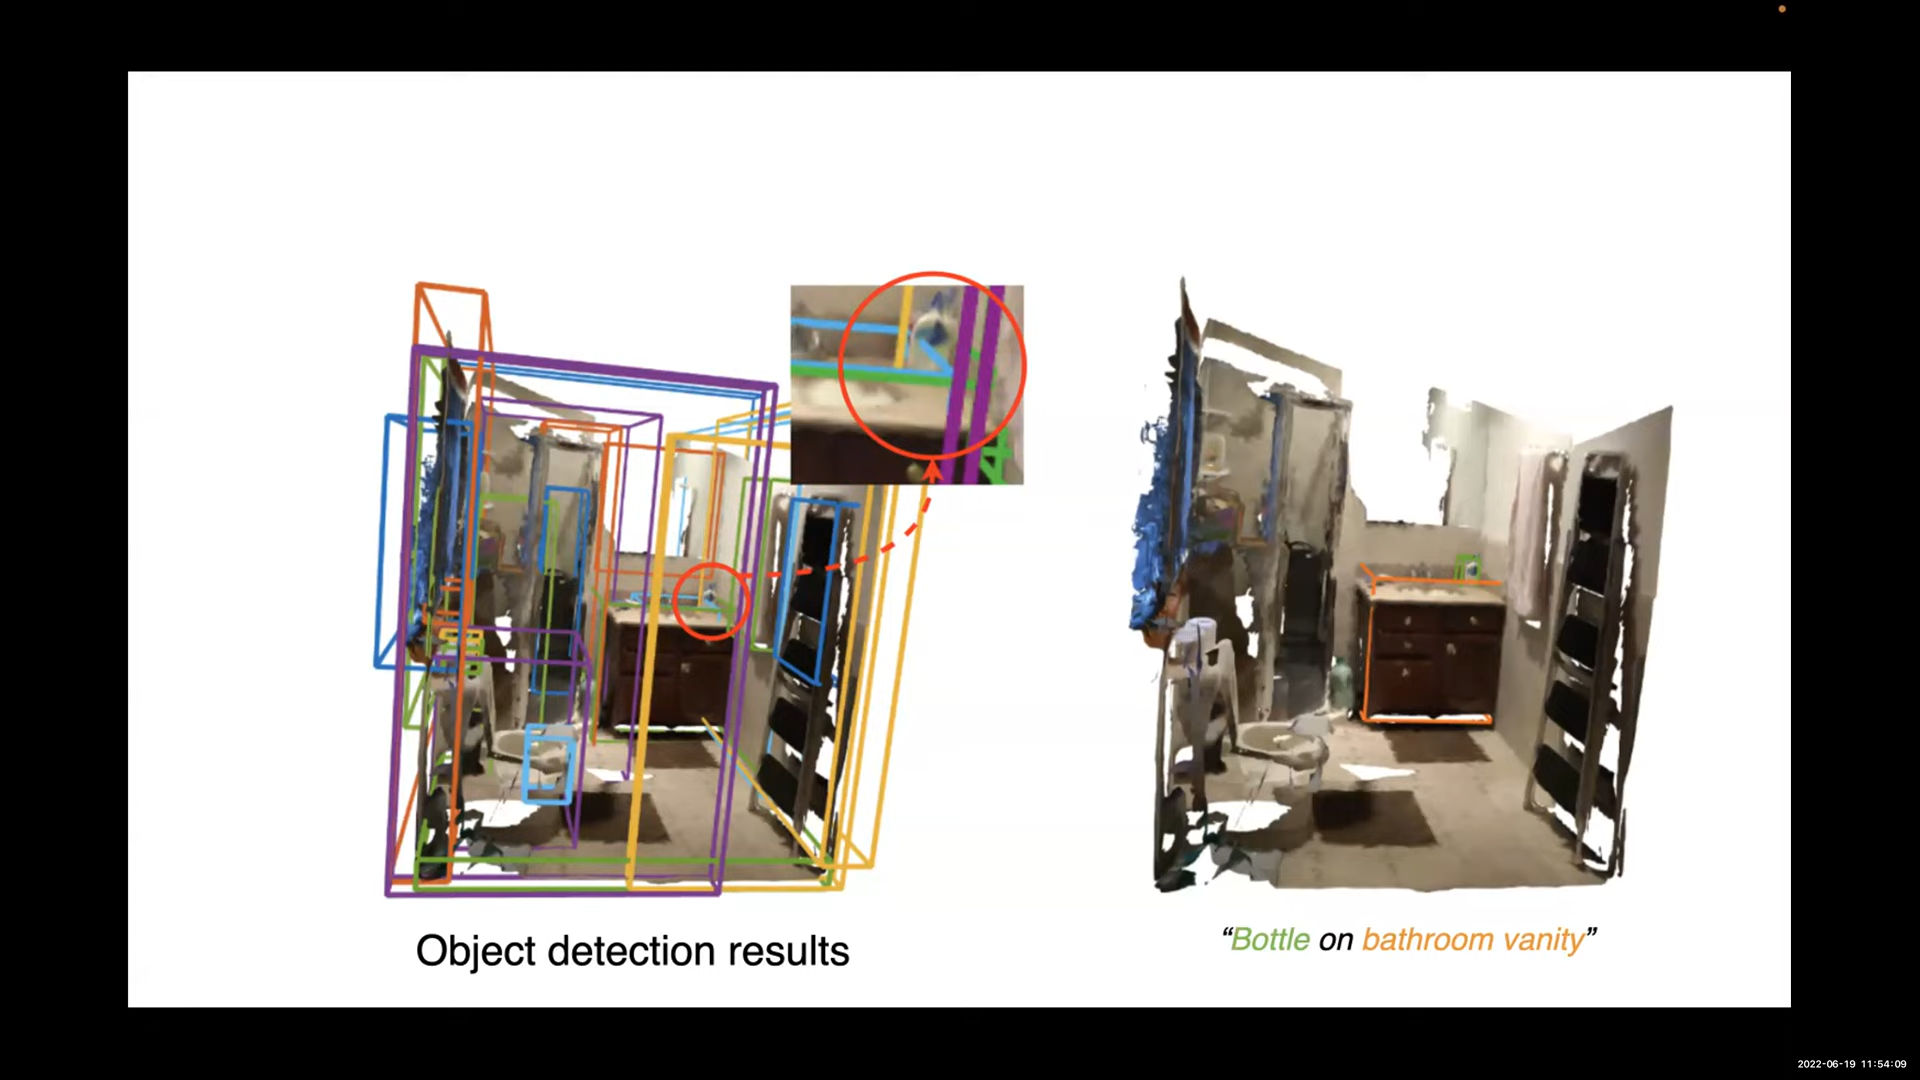 Object detection results
“Bottle on bathroom vanity”
2022-06-19 11:54:09